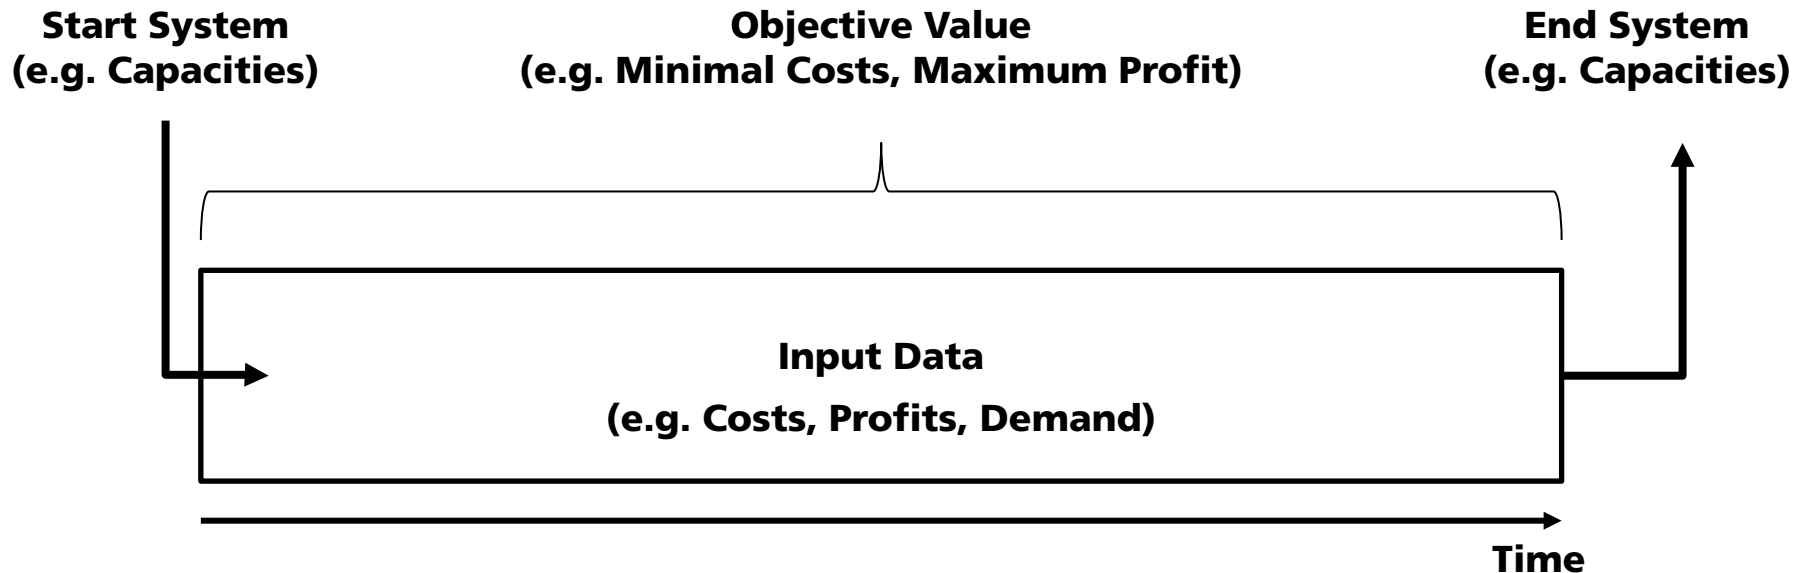 Start System
(e.g. Capacities)
Objective Value
(e.g. Minimal Costs, Maximum Profit)
End System
(e.g. Capacities)
Input Data
(e.g. Costs, Profits, Demand)
Time